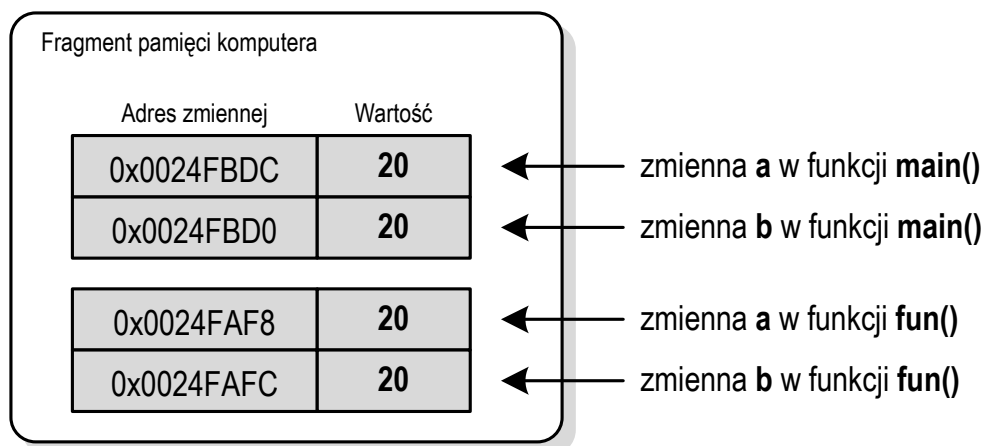 Fragment pamięci komputera
Adres zmiennej Wartość
0x0024FBDC 20 zmienna a w funkcji main()
0x0024FBD0 20 zmienna b w funkcji main()
0x0024FAF8 20 zmienna a w funkcji fun()
0x0024FAFC 20 zmienna b w funkcji fun()